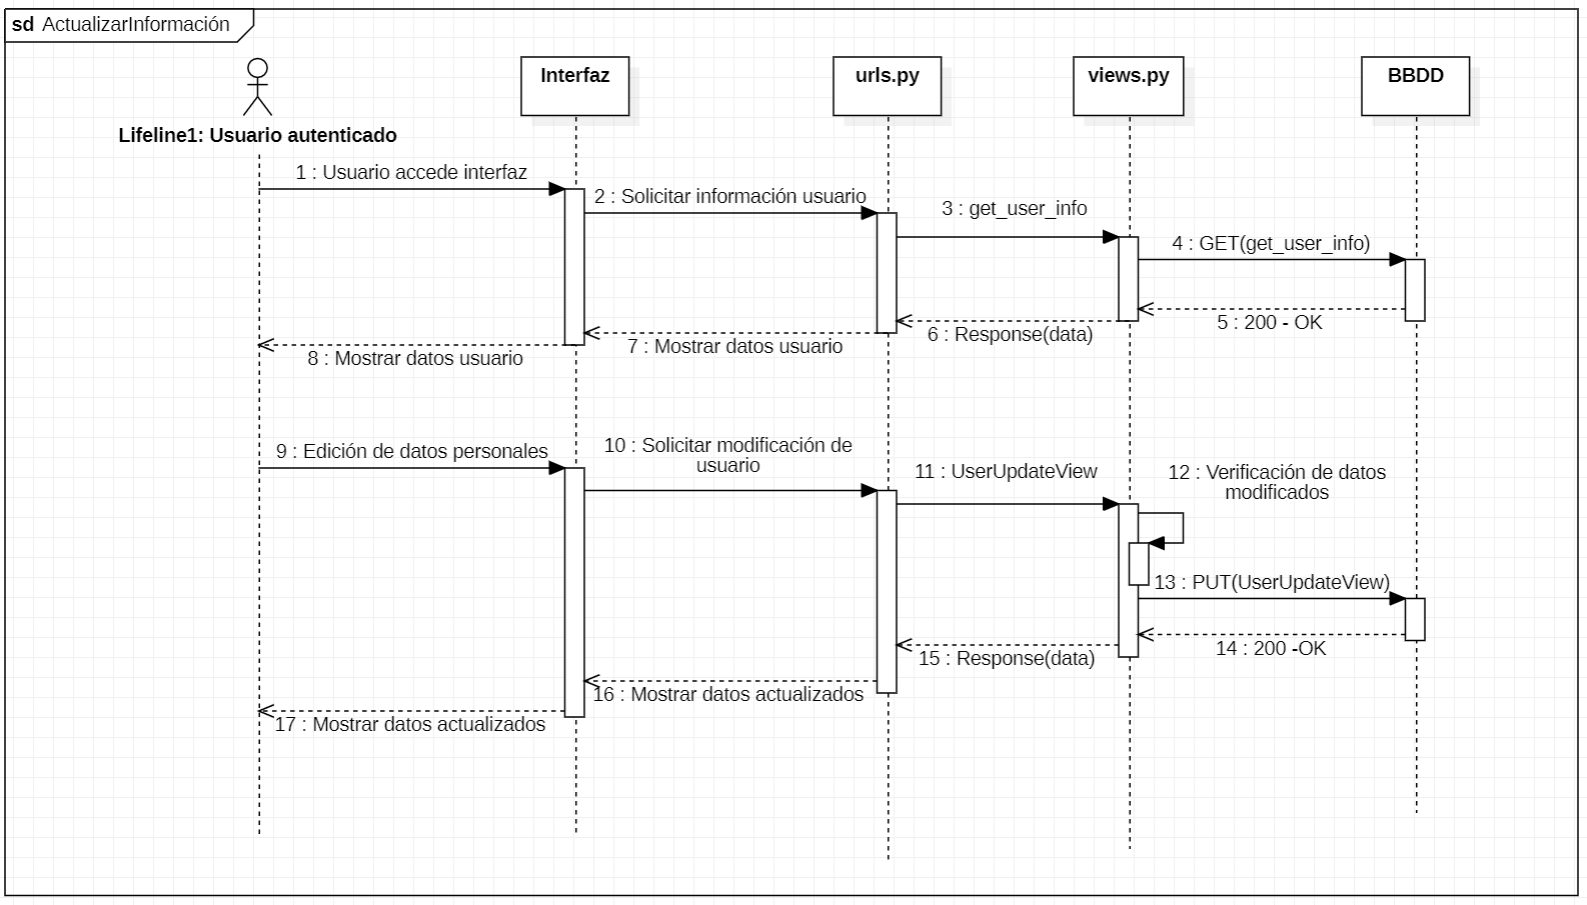 sd ActualizarInformación
Interfaz
urls.py
views.py
BBDD
Lifeline1: Usuario autenticado
1 : Usuario accede interfaz
2 : Solicitar información usuario
3 : get_user_info
4 : GET(get_user_info)
5 : 200 - OK
6 : Response(data)
7 : Mostrar datos usuario
8 : Mostrar datos usuario
9 : Edición de datos personales
10 : Solicitar modificación de
usuario
11 : UserUpdateView
12 : Verificación de datos
modificados
13 : PUT(UserUpdateView)
14 : 200 -OK
15 : Response(data)
16 : Mostrar datos actualizados
17 : Mostrar datos actualizados